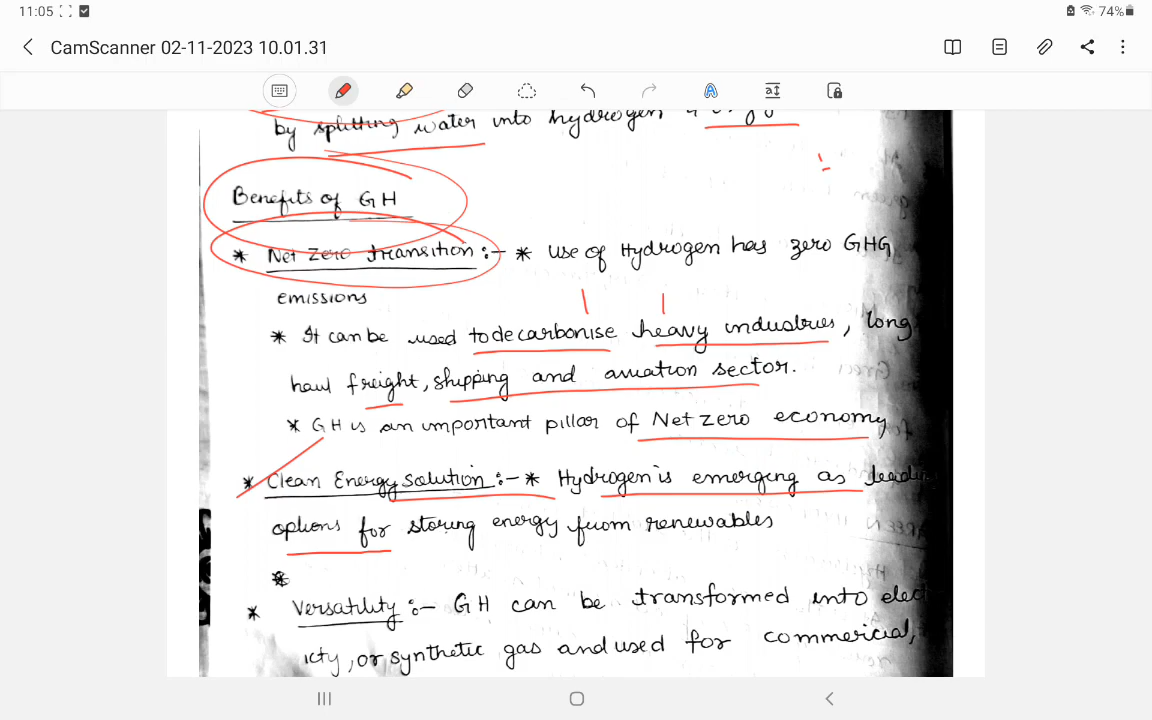 11:05
74%
CamScanner 02-11-2023 10.01.31
by splitting water into hydrogen
Benefits of GH
* Net Zero transition :- * use of Hydrogen has zero GHG
emissions
* It can be used to decarbonise heavy industries, long
haul freight, shipping and aviation sector.
* GH is an important pillar of Net zero economy
* Clean Energy solution :- * Hydrogen is emerging as leadin
options for storing energy from renewables
*
* Versatility :- GH can be transformed into elect
icty, or synthetic gas and used for commericial,